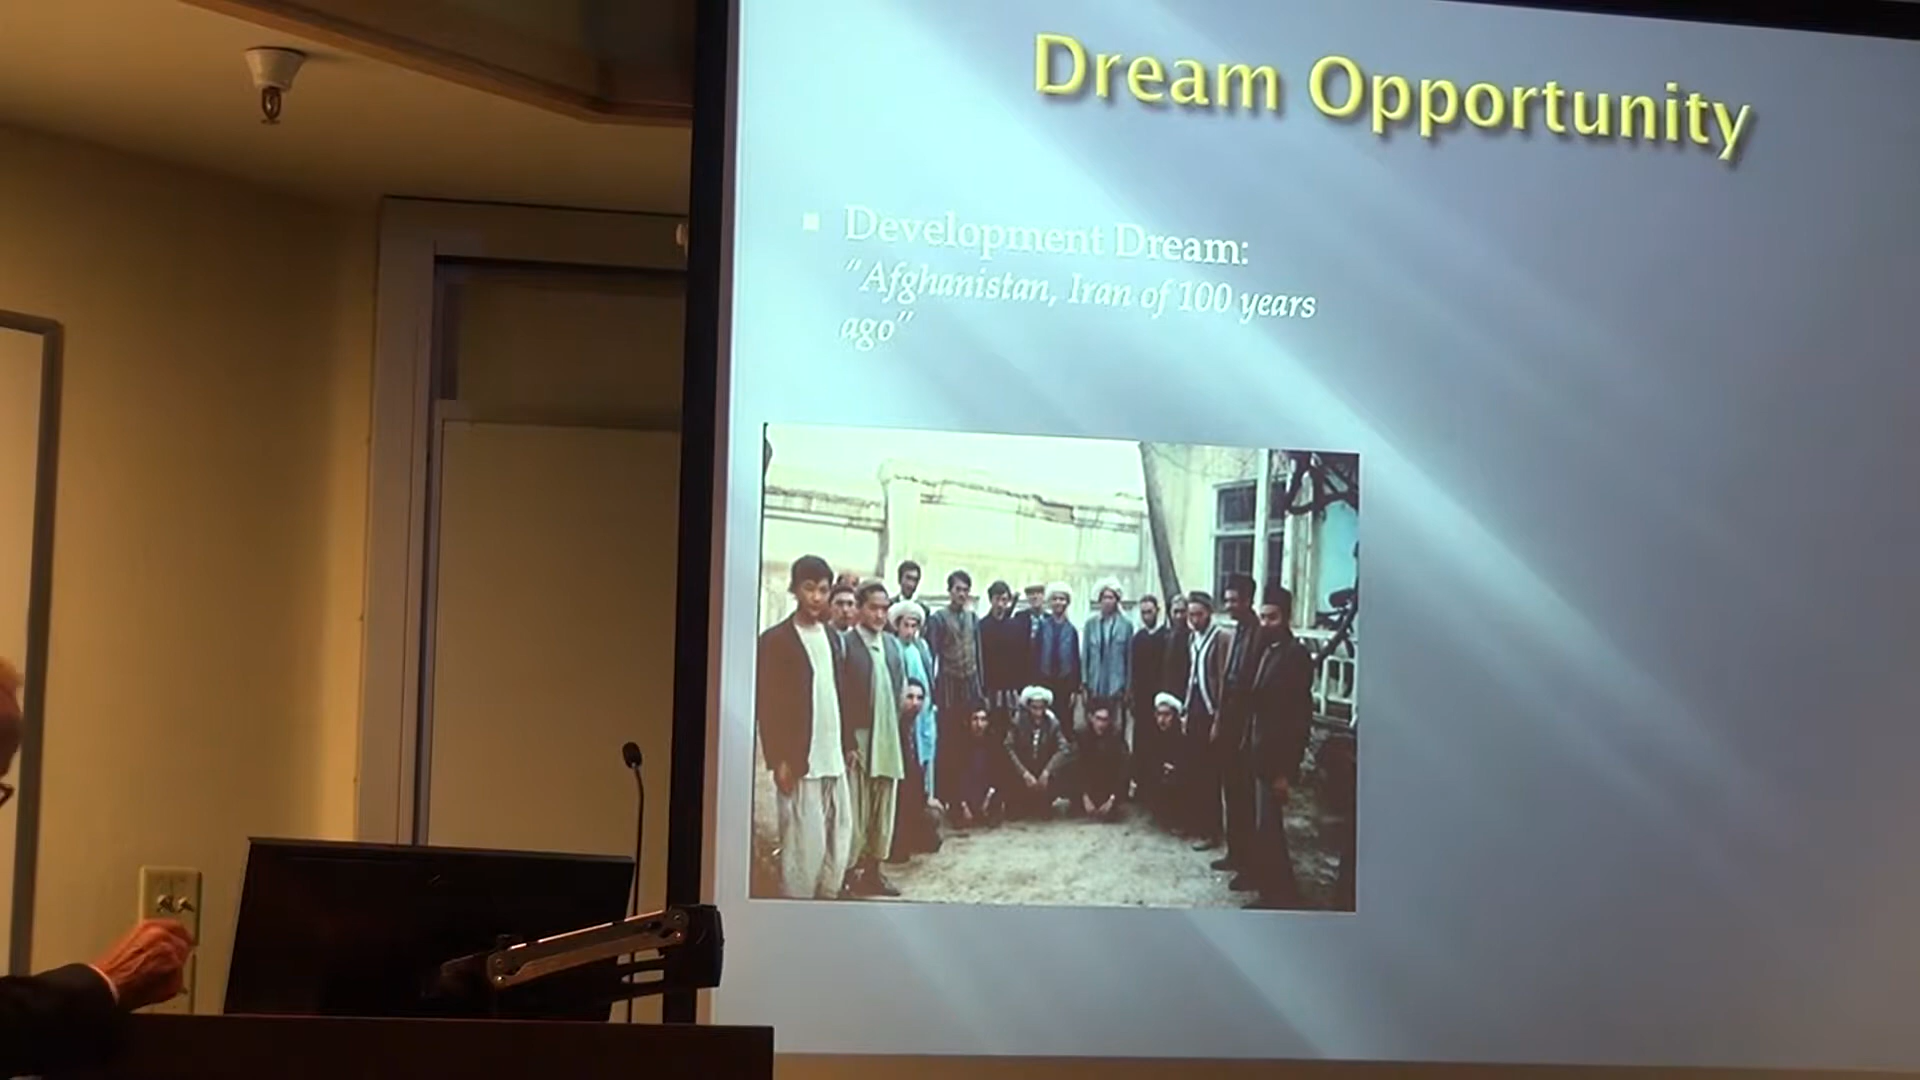 Dream Opportunity
▪ Development Dream:
“Afghanistan, Iran of 100 years
ago”